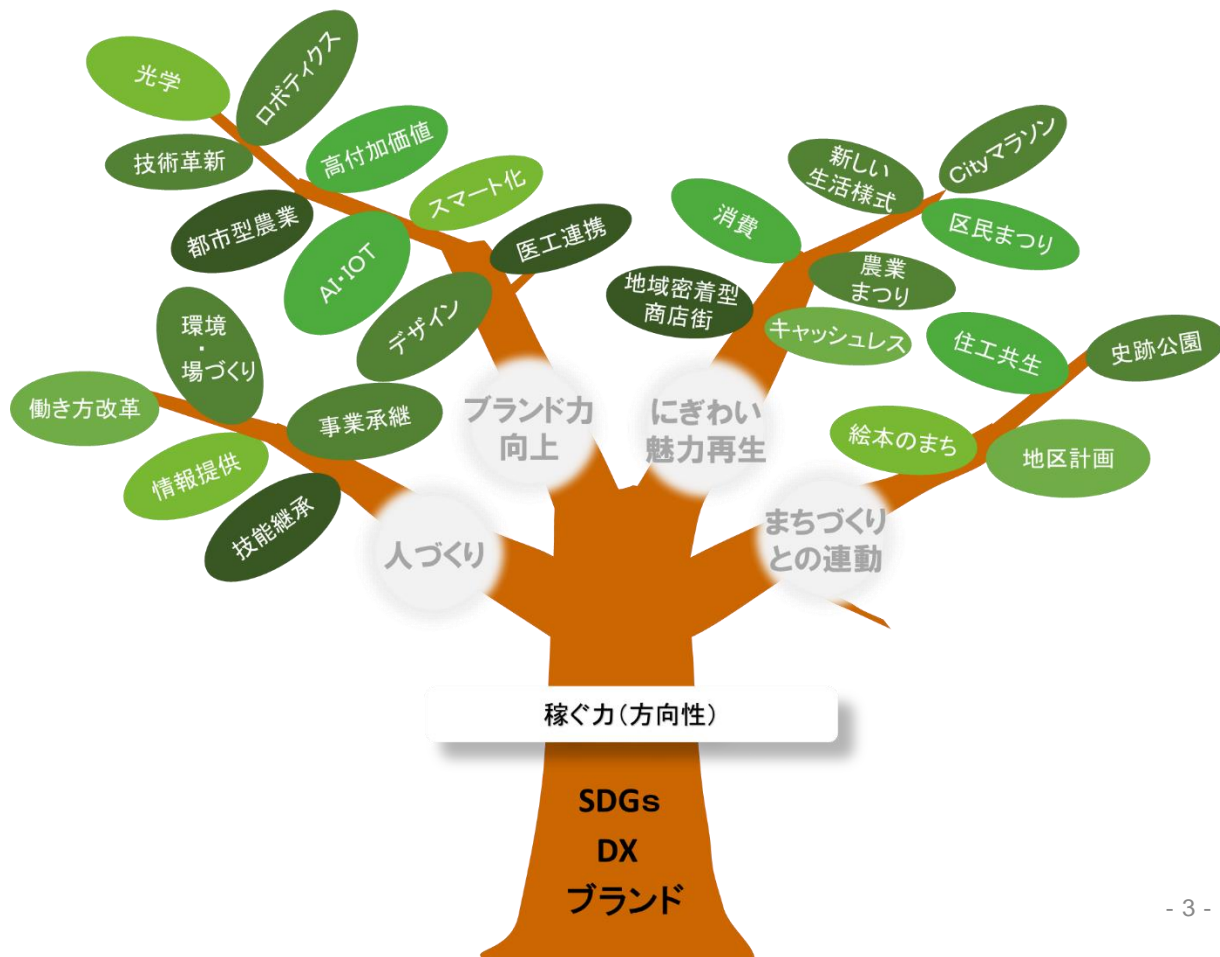 光学
ロボティクス
技術革新
高付加価値
都市型農業
スマート化
AI・IOT
医工連携
デザイン
新しい
生活様式
Cityマラソン
消費
区民まつり
地域密着型
商店街
農業
まつり
キャッシュレス
住工共生
史跡公園
絵本のまち
地区計画
環境
・
場づくり
働き方改革
事業承継
情報提供
技能継承
ブランド力
向上
にぎわい
魅力再生
人づくり
まちづくり
との連動
稼ぐ力(方向性)
SDGs
DX
ブランド
- 3 -